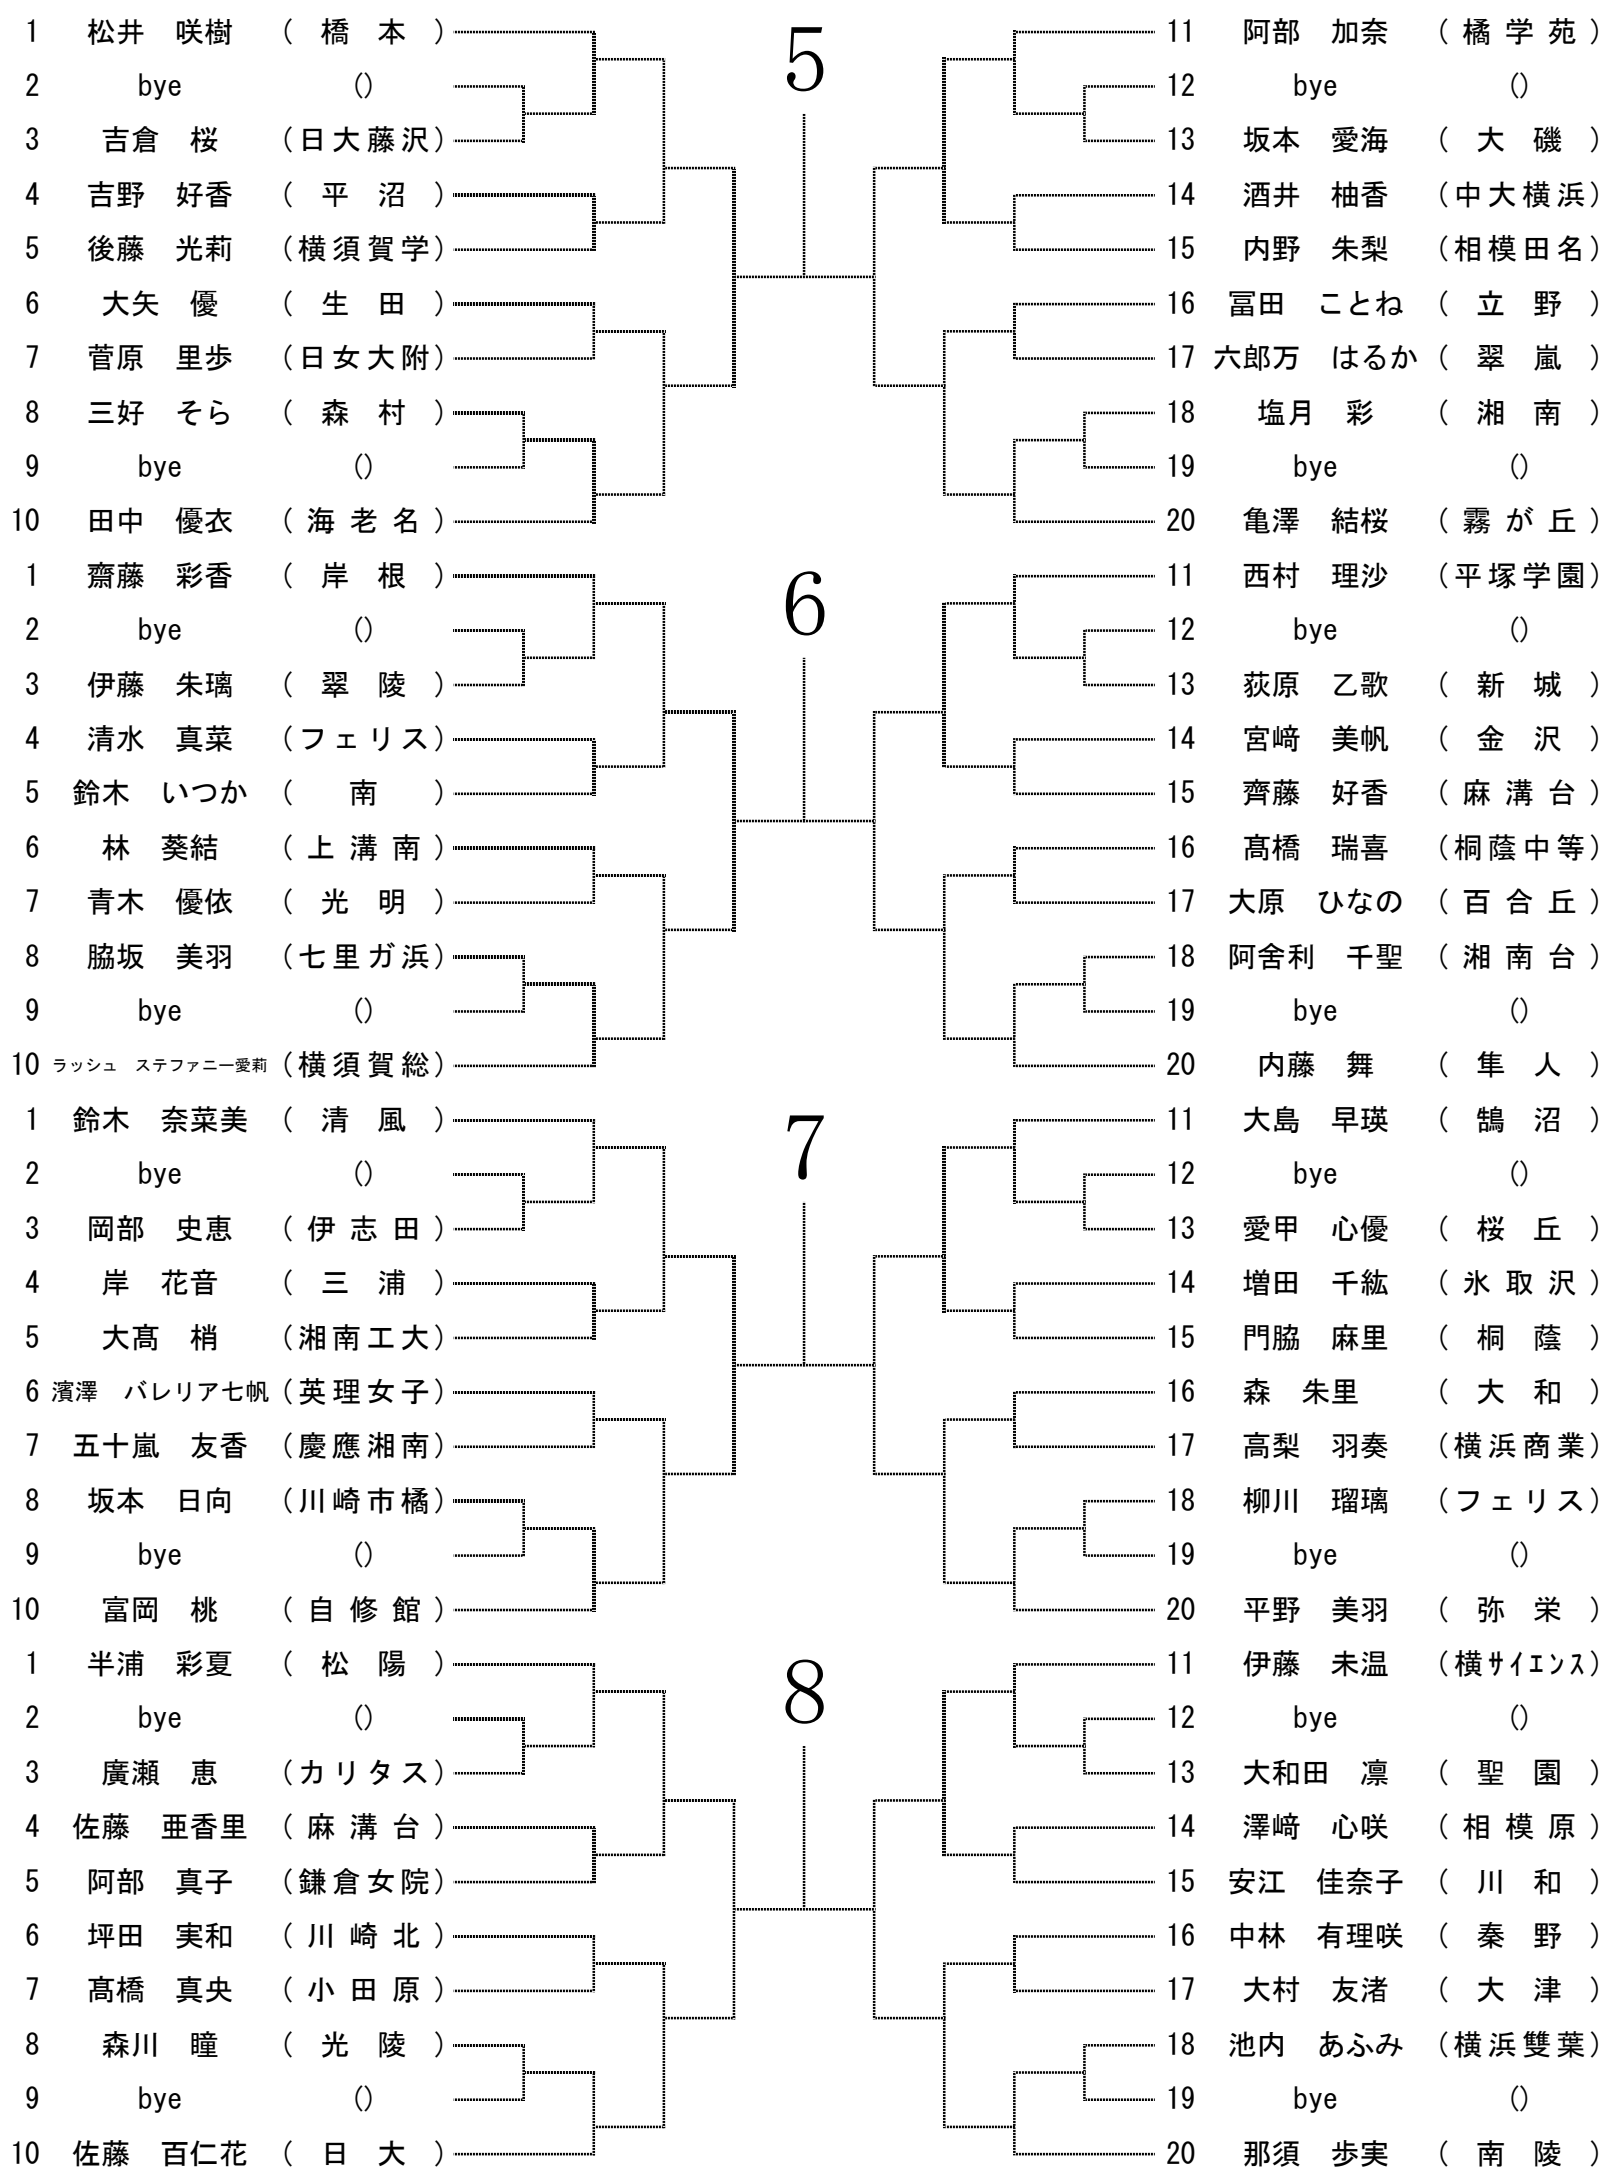 5
1 松井 咲樹 ( 橋 本 )
2 bye ()
3 吉倉 桜 (日大藤沢)
4 吉野 好香 ( 平 沼 )
5 後藤 光莉 (横須賀学)
6 大矢 優 ( 生 田 )
7 菅原 里歩 (日女大附)
8 三好 そら ( 森 村 )
9 bye ()
10 田中 優衣 ( 海 老 名 )
11 阿部 加奈 ( 橘 学 苑 )
12 bye ()
13 坂本 愛海 ( 大 磯 )
14 酒井 柚香 (中大横浜)
15 内野 朱梨 (相模田名)
16 冨田 ことね ( 立 野 )
17 六郎万 はるか ( 翠 嵐 )
18 塩月 彩 ( 湘 南 )
19 bye ()
20 亀澤 結桜 ( 霧 が 丘 )
6
1 齋藤 彩香 ( 岸 根 )
2 bye ()
3 伊藤 朱璃 ( 翠 陵 )
4 清水 真菜 (フェリス)
5 鈴木 いつか ( 南 )
6 林 葵結 ( 上 溝 南 )
7 青木 優依 ( 光 明 )
8 脇坂 美羽 (七里ガ浜)
9 bye ()
10 ラッシュ ステファニー愛莉 (横須賀総)
11 西村 理沙 (平塚学園)
12 bye ()
13 荻原 乙歌 ( 新 城 )
14 宮﨑 美帆 ( 金 沢 )
15 齊藤 好香 ( 麻 溝 台 )
16 髙橋 瑞喜 (桐蔭中等)
17 大原 ひなの ( 百 合 丘 )
18 阿舎利 千聖 ( 湘 南 台 )
19 bye ()
20 内藤 舞 ( 隼 人 )
7
1 鈴木 奈菜美 ( 清 風 )
2 bye ()
3 岡部 史恵 ( 伊 志 田 )
4 岸 花音 ( 三 浦 )
5 大髙 梢 (湘南工大)
6 濱澤 バレリア七帆 (英理女子)
7 五十嵐 友香 (慶應湘南)
8 坂本 日向 (川崎市橘)
9 bye ()
10 富岡 桃 ( 自 修 館 )
11 大島 早瑛 ( 鵠 沼 )
12 bye ()
13 愛甲 心優 ( 桜 丘 )
14 増田 千紘 ( 氷 取 沢 )
15 門脇 麻里 ( 桐 蔭 )
16 森 朱里 ( 大 和 )
17 高梨 羽奏 (横浜商業)
18 柳川 瑠璃 (フェリス)
19 bye ()
20 平野 美羽 ( 弥 栄 )
8
1 半浦 彩夏 ( 松 陽 )
2 bye ()
3 廣瀬 恵 (カリタス)
4 佐藤 亜香里 ( 麻 溝 台 )
5 阿部 真子 (鎌倉女院)
6 坪田 実和 ( 川 崎 北 )
7 髙橋 真央 ( 小 田 原 )
8 森川 瞳 ( 光 陵 )
9 bye ()
10 佐藤 百仁花 ( 日 大 )
11 伊藤 未温 (横ｻｲｴﾝｽ)
12 bye ()
13 大和田 凛 ( 聖 園 )
14 澤﨑 心咲 ( 相 模 原 )
15 安江 佳奈子 ( 川 和 )
16 中林 有理咲 ( 秦 野 )
17 大村 友渚 ( 大 津 )
18 池内 あふみ (横浜雙葉)
19 bye ()
20 那須 歩実 ( 南 陵 )